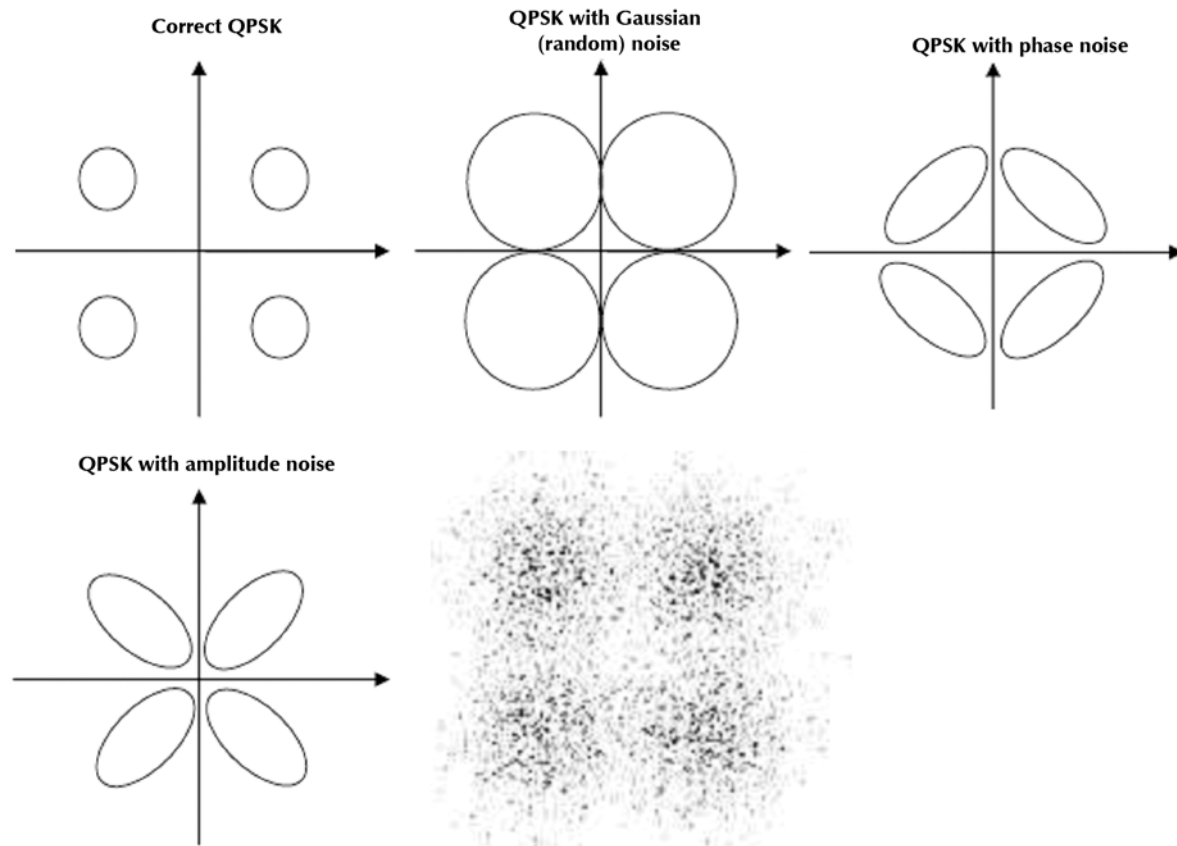 Correct QPSK
QPSK with Gaussian
(random) noise
QPSK with phase noise
QPSK with amplitude noise